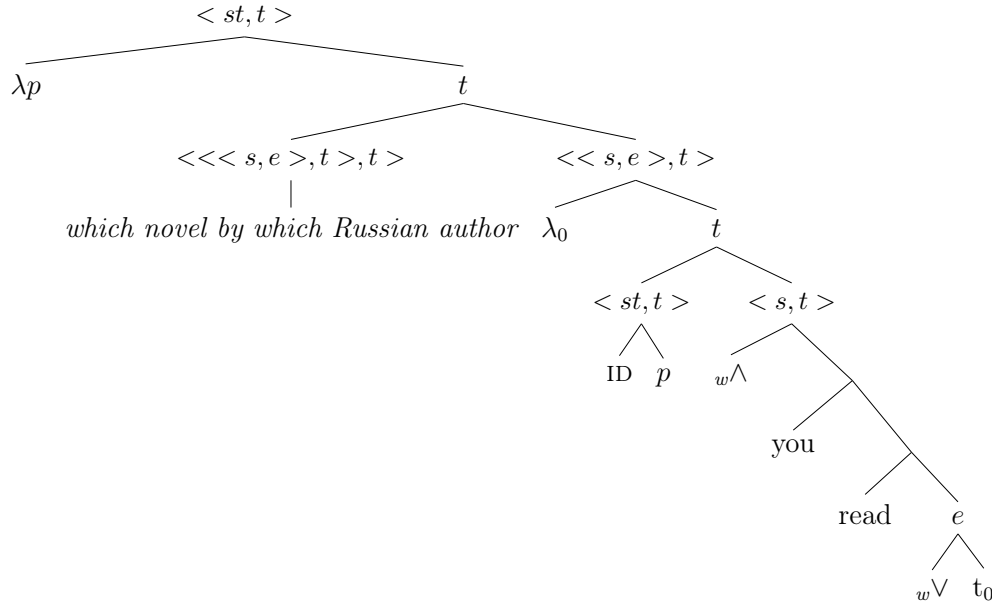 < st, t >
λp t
<<< s, e >, t >, t > << s, e >, t >
which novel by which Russian author λ₀ t
< st, t > < s, t >
ID p w∧
you
read e
w∨ t₀